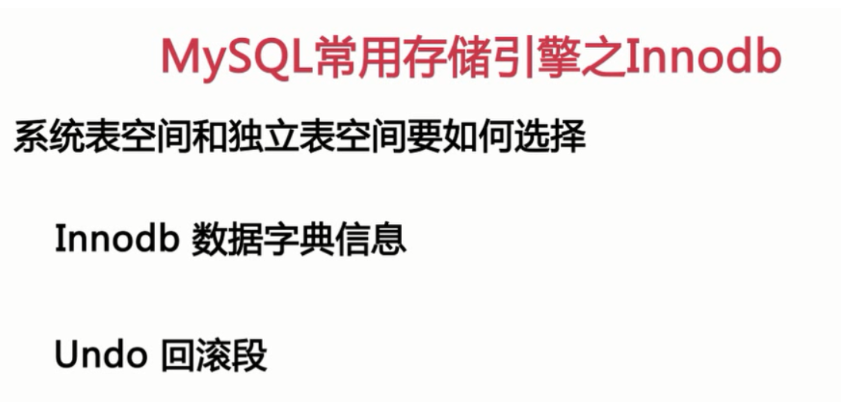 MySQL常用存储引擎之Innodb
系统表空间和独立表空间要如何选择
Innodb 数据字典信息
Undo 回滚段